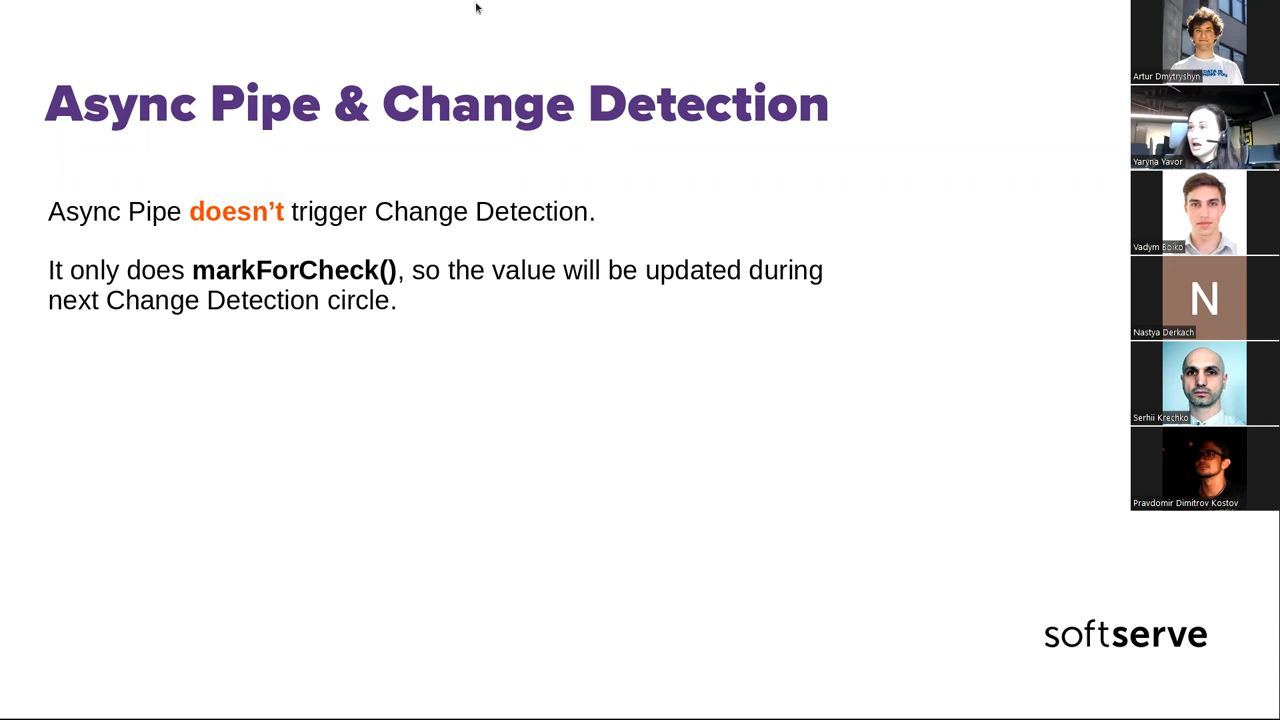 Async Pipe & Change Detection
Async Pipe doesn’t trigger Change Detection.
It only does markForCheck(), so the value will be updated during
next Change Detection circle.
Artur Dmytryshyn
Yaryna Yavor
Vadym Boiko
N
Nastya Derkach
Serhii Krechko
Pravdomir Dimitrov Kostov
softserve